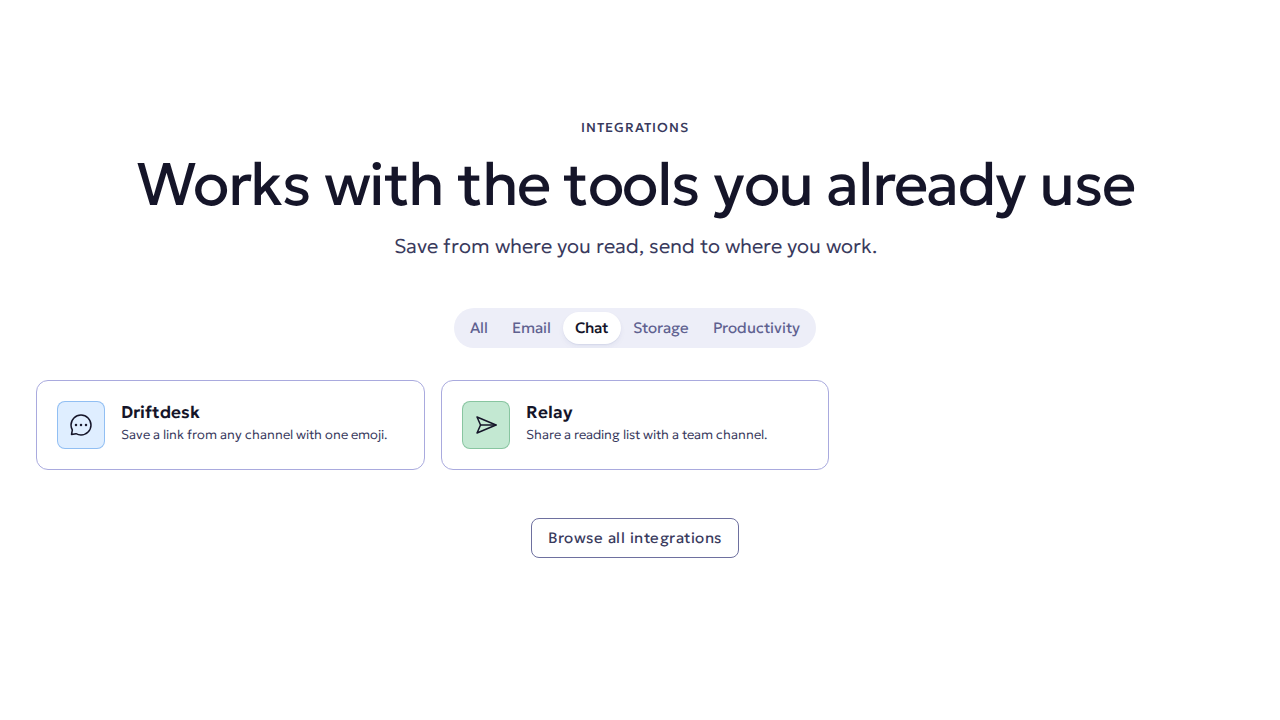 INTEGRATIONS
Works with the tools you already use
Save from where you read, send to where you work.
All Email Chat Storage Productivity
Driftdesk
Save a link from any channel with one emoji.
Relay
Share a reading list with a team channel.
Browse all integrations